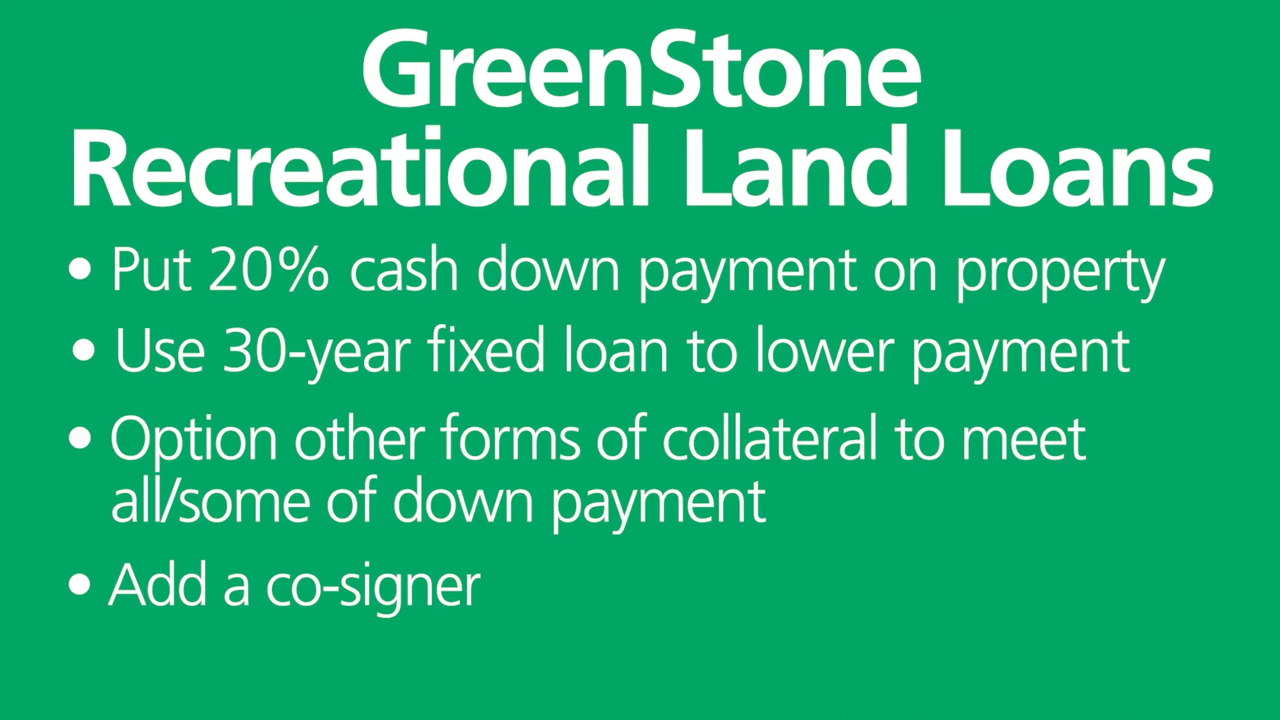 GreenStone
Recreational Land Loans
• Put 20% cash down payment on property
• Use 30-year fixed loan to lower payment
• Option other forms of collateral to meet
all/some of down payment
• Add a co-signer